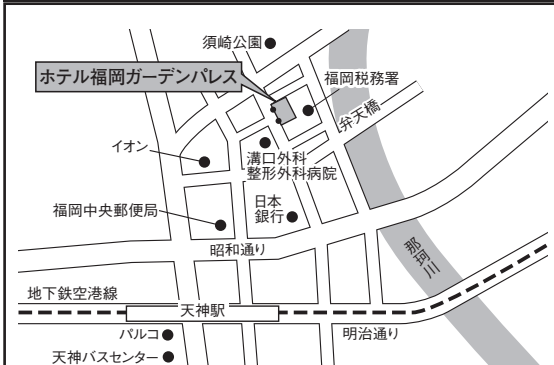 須崎公園
ホテル福岡ガーデンパレス
福岡税務署
弁天橋
イオン
溝口外科
整形外科病院
福岡中央郵便局
日本
銀行
昭和通り
那珂川
地下鉄空港線
天神駅
明治通り
パルコ
天神バスセンター